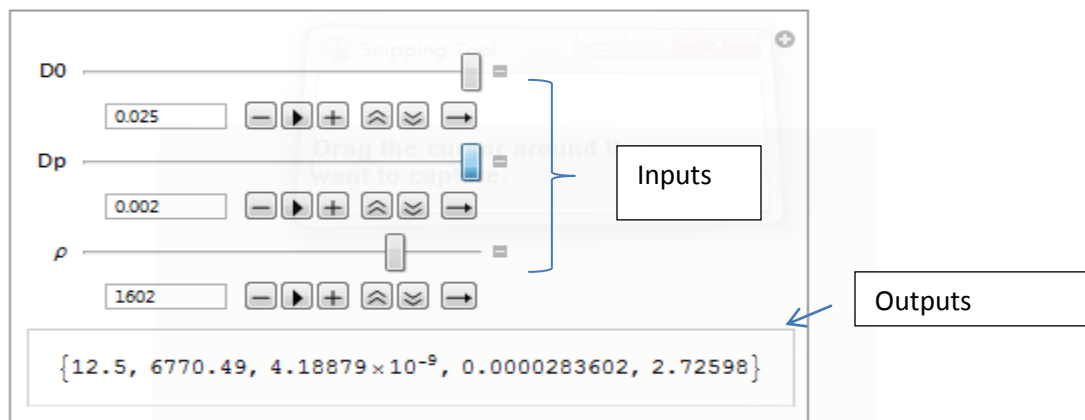 Snipping Tool
D0
0.025
Drag the cursor around the
want to capture.
Dp
Inputs
0.002
ρ
1602
Outputs
{12.5, 6770.49, 4.18879×10⁻⁹, 0.0000283602, 2.72598}